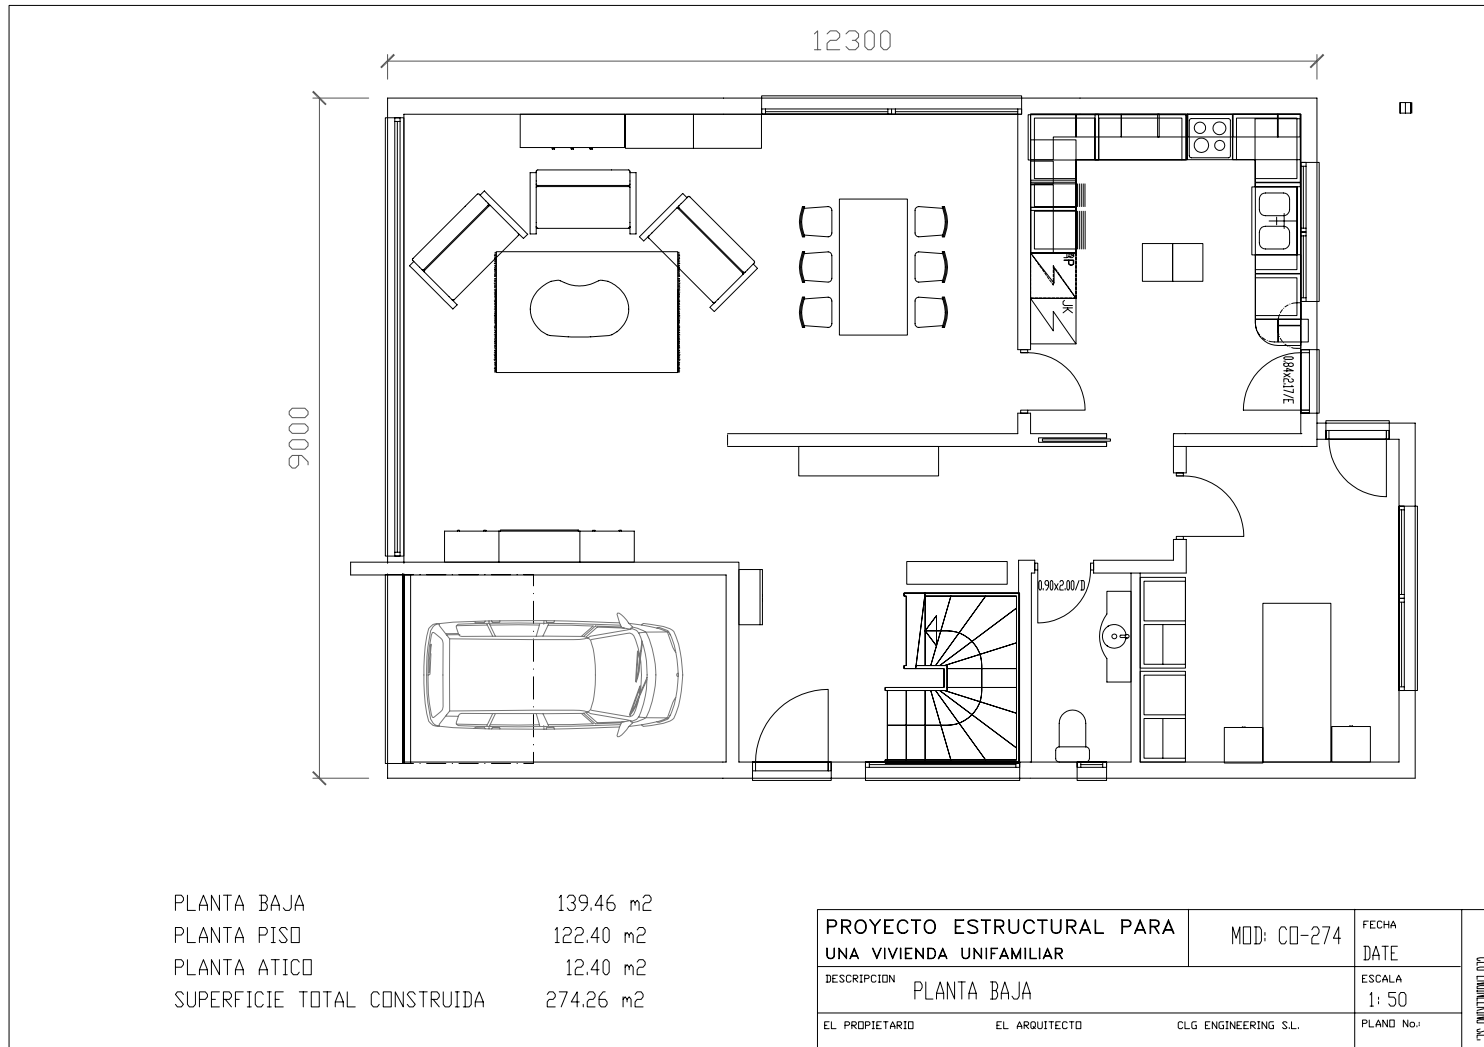 12300
9000
AP
JK
0.84x2.17/E
0.90x2.00/D
PLANTA BAJA 139.46 m2
PLANTA PISO 122.40 m2
PLANTA ATICO 12.40 m2
SUPERFICIE TOTAL CONSTRUIDA 274.26 m2
PROYECTO ESTRUCTURAL PARA
UNA VIVIENDA UNIFAMILIAR
MOD: CO-274
FECHA
DATE
DESCRIPCION PLANTA BAJA
ESCALA
1: 50
EL PROPIETARIO EL ARQUITECTO CLG ENGINEERING S.L.
PLANO No.: